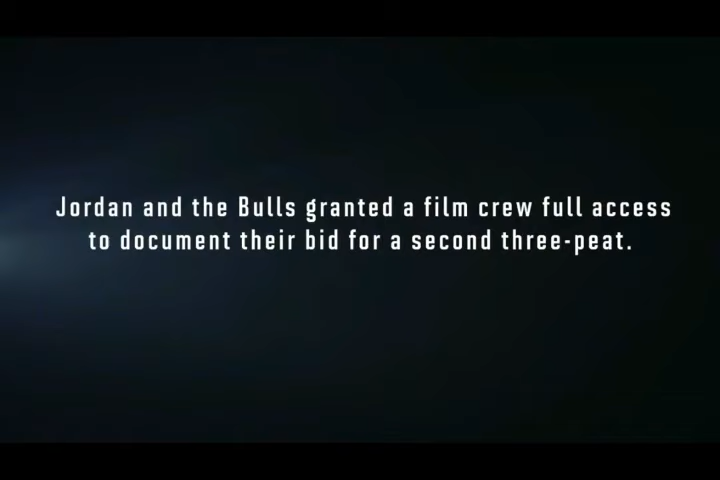 Jordan and the Bulls granted a film crew full access
to document their bid for a second three-peat.